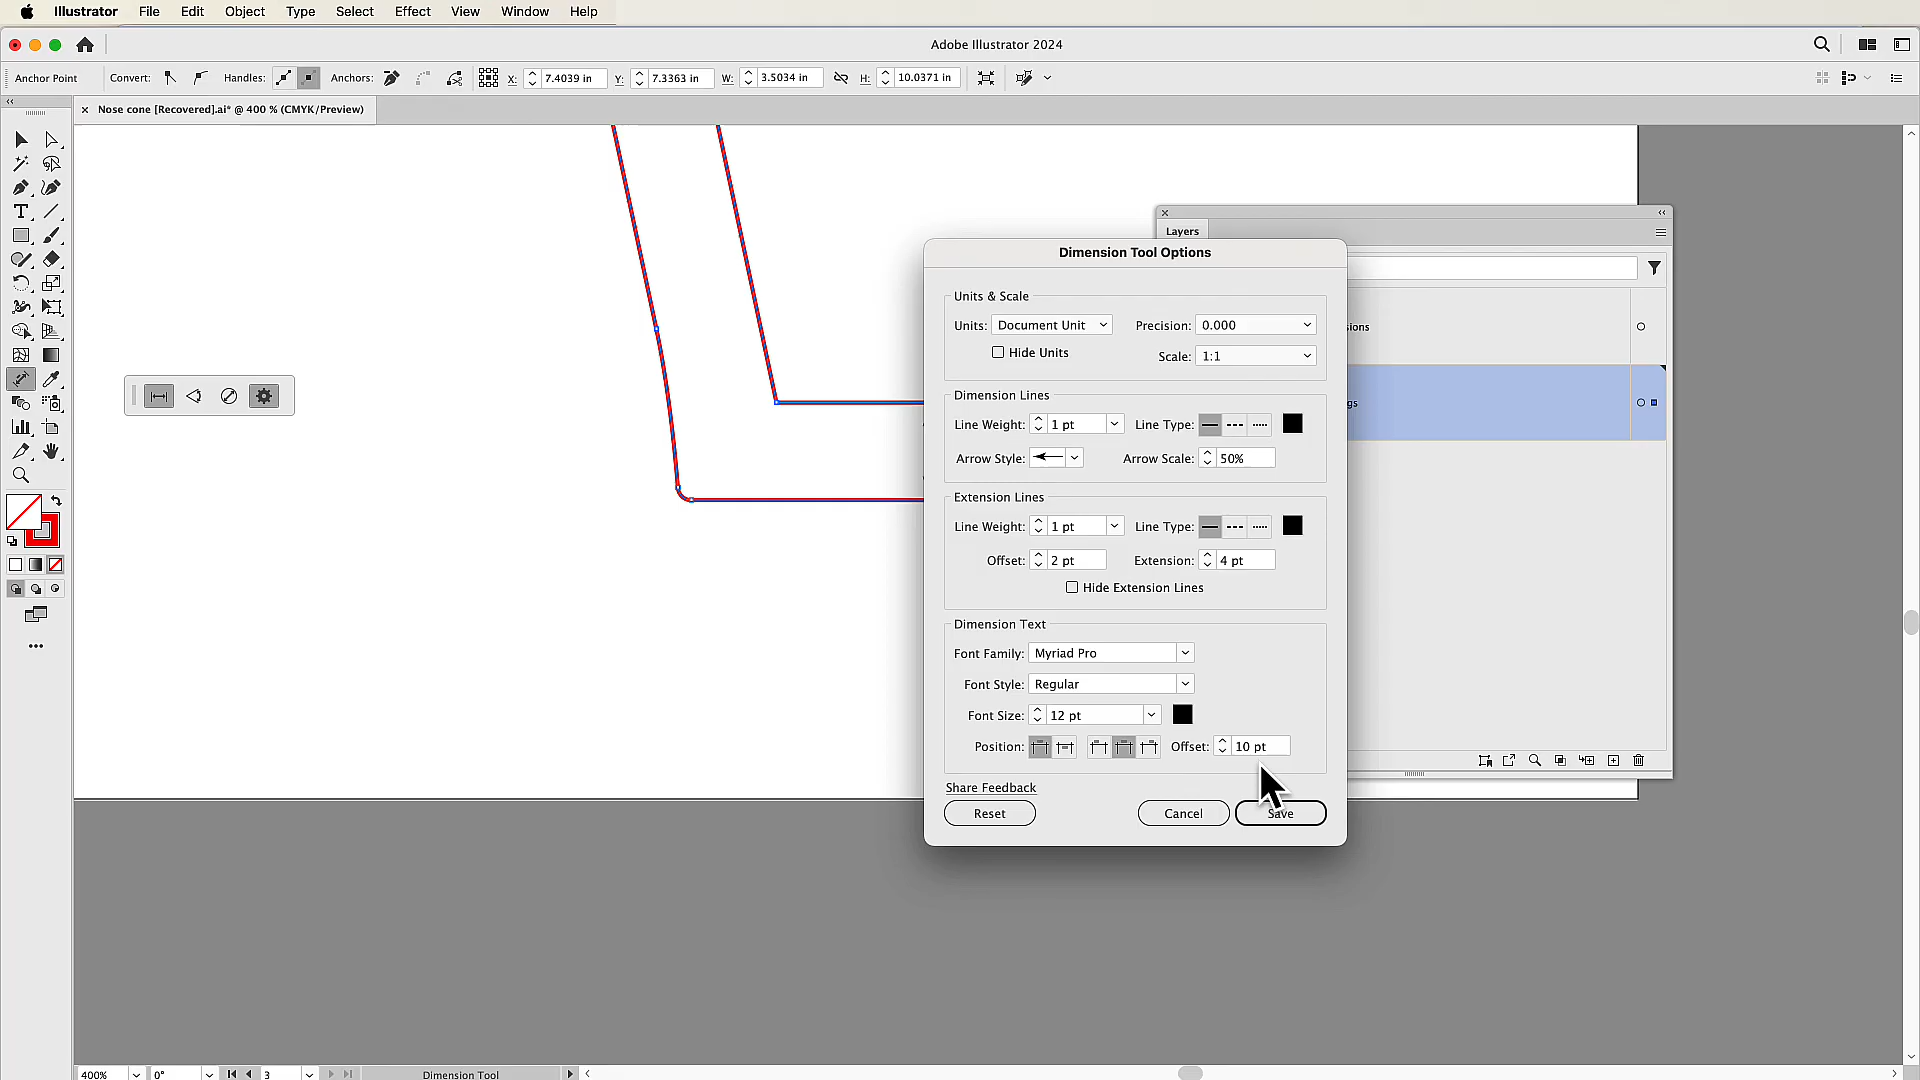 Illustrator File Edit Object Type Select Effect View Window Help
Adobe Illustrator 2024
Anchor Point Convert: Handles: Anchors: X: 7.4039 in Y: 7.3363 in W: 3.5034 in H: 10.0371 in
Nose cone [Recovered].ai* @ 400 % (CMYK/Preview)
Layers
Dimension Tool Options
Units & Scale
Units: Document Unit Precision: 0.000
Hide Units
Scale: 1:1
Dimension Lines
Line Weight: 1 pt Line Type:
Arrow Style: Arrow Scale: 50%
Extension Lines
Line Weight: 1 pt Line Type:
Offset: 2 pt Extension: 4 pt
Hide Extension Lines
Dimension Text
Font Family: Myriad Pro
Font Style: Regular
Font Size: 12 pt
Position: Offset: 10 pt
Share Feedback
Reset Cancel Save
400% 0° 3 Dimension Tool